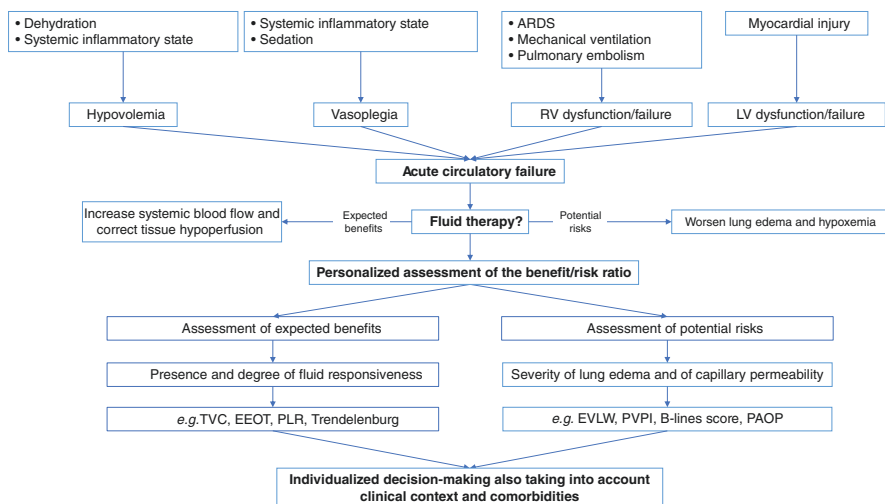 • Dehydration
• Systemic inflammatory state
• Systemic inflammatory state
• Sedation
• ARDS
• Mechanical ventilation
• Pulmonary embolism
Myocardial injury
Hypovolemia
Vasoplegia
RV dysfunction/failure
LV dysfunction/failure
Acute circulatory failure
Increase systemic blood flow and
correct tissue hypoperfusion
Expected
benefits
Fluid therapy?
Potential
risks
Worsen lung edema and hypoxemia
Personalized assessment of the benefit/risk ratio
Assessment of expected benefits
Assessment of potential risks
Presence and degree of fluid responsiveness
Severity of lung edema and of capillary permeability
e.g.TVC, EEOT, PLR, Trendelenburg
e.g. EVLW, PVPI, B-lines score, PAOP
Individualized decision-making also taking into account
clinical context and comorbidities